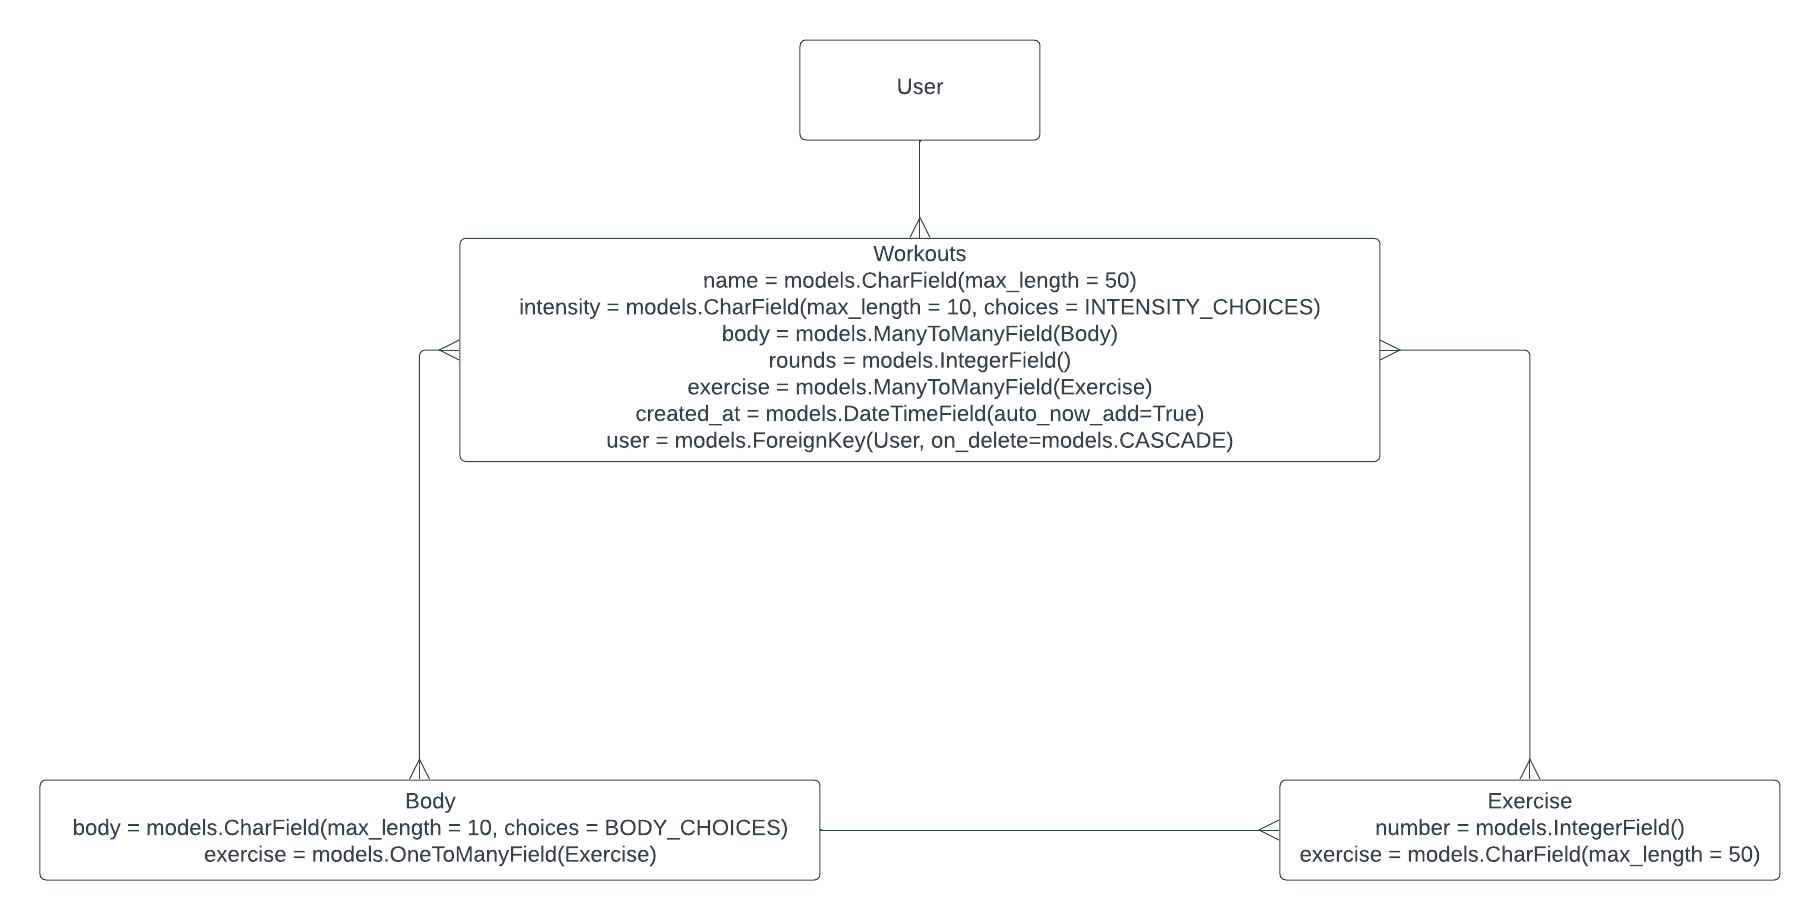 User
Workouts
name = models.CharField(max_length = 50)
intensity = models.CharField(max_length = 10, choices = INTENSITY_CHOICES)
body = models.ManyToManyField(Body)
rounds = models.IntegerField()
exercise = models.ManyToManyField(Exercise)
created_at = models.DateTimeField(auto_now_add=True)
user = models.ForeignKey(User, on_delete=models.CASCADE)
Body
body = models.CharField(max_length = 10, choices = BODY_CHOICES)
exercise = models.OneToManyField(Exercise)
Exercise
number = models.IntegerField()
exercise = models.CharField(max_length = 50)